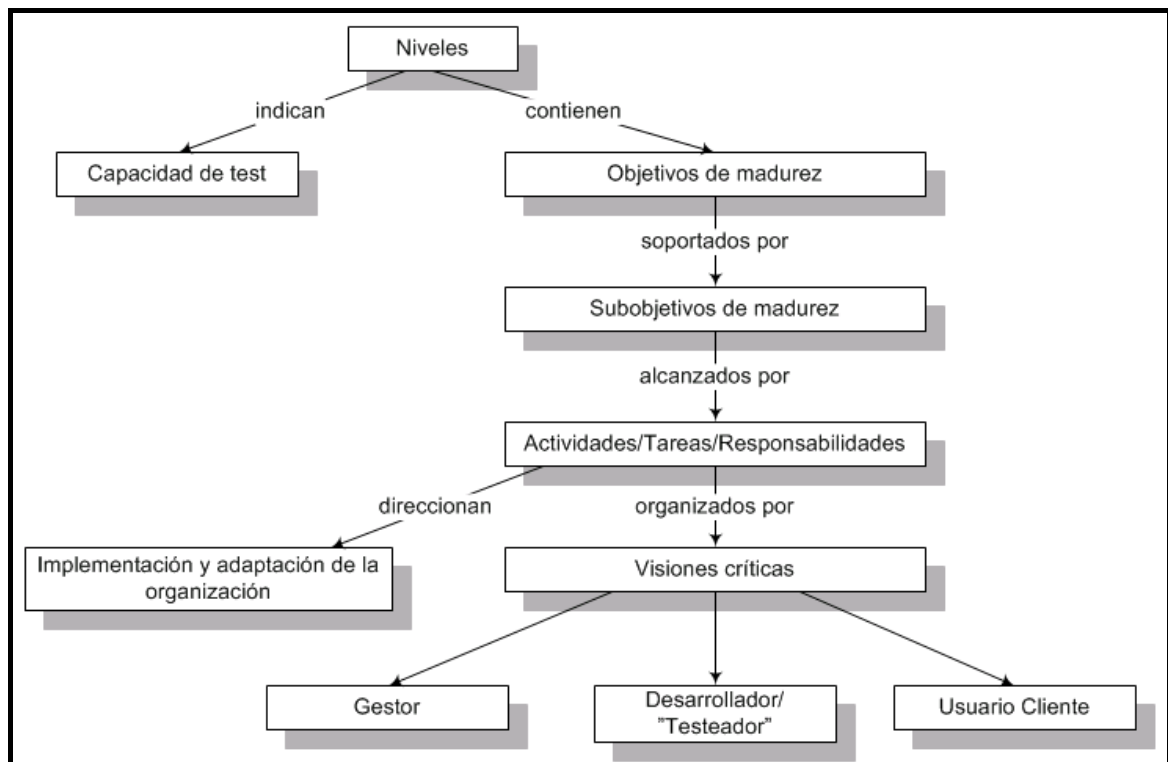 Niveles
indican
contienen
Capacidad de test
Objetivos de madurez
soportados por
Subobjetivos de madurez
alcanzados por
Actividades/Tareas/Responsabilidades
direccionan
organizados por
Implementación y adaptación de la
organización
Visiones críticas
Gestor
Desarrollador/
”Testeador”
Usuario Cliente